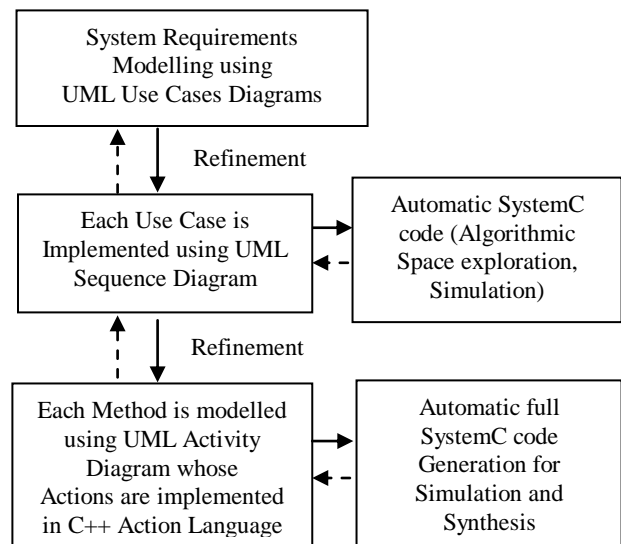 System Requirements
Modelling using
UML Use Cases Diagrams
Refinement
Each Use Case is
Implemented using UML
Sequence Diagram
Automatic SystemC
code (Algorithmic
Space exploration,
Simulation)
Refinement
Each Method is modelled
using UML Activity
Diagram whose
Actions are implemented
in C++ Action Language
Automatic full
SystemC code
Generation for
Simulation and
Synthesis